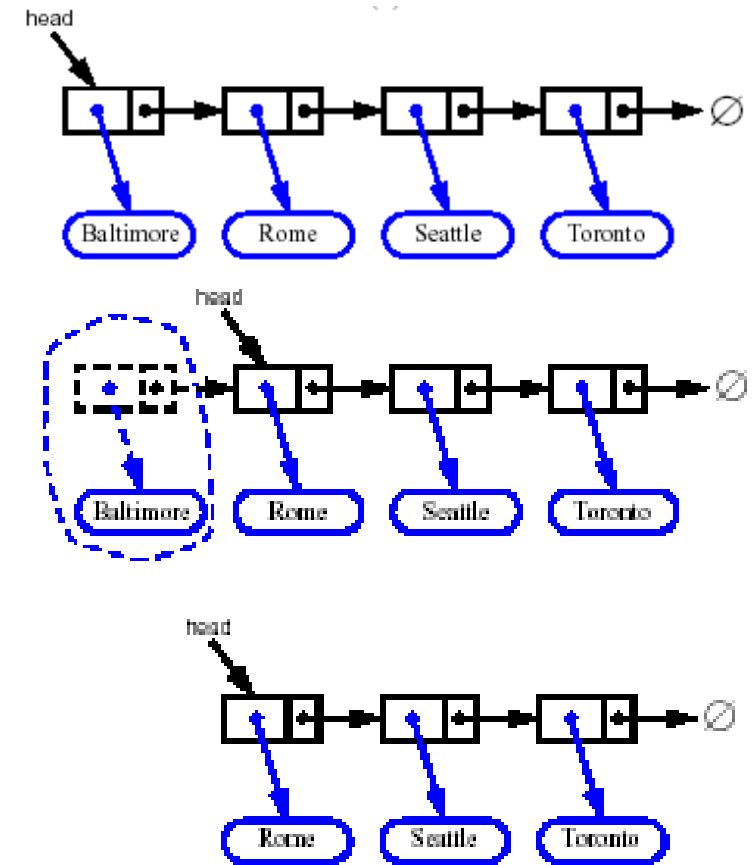 head
∅
Baltimore Rome Seattle Toronto
head
∅
Baltimore Rome Seattle Toronto
head
∅
Rome Seattle Toronto